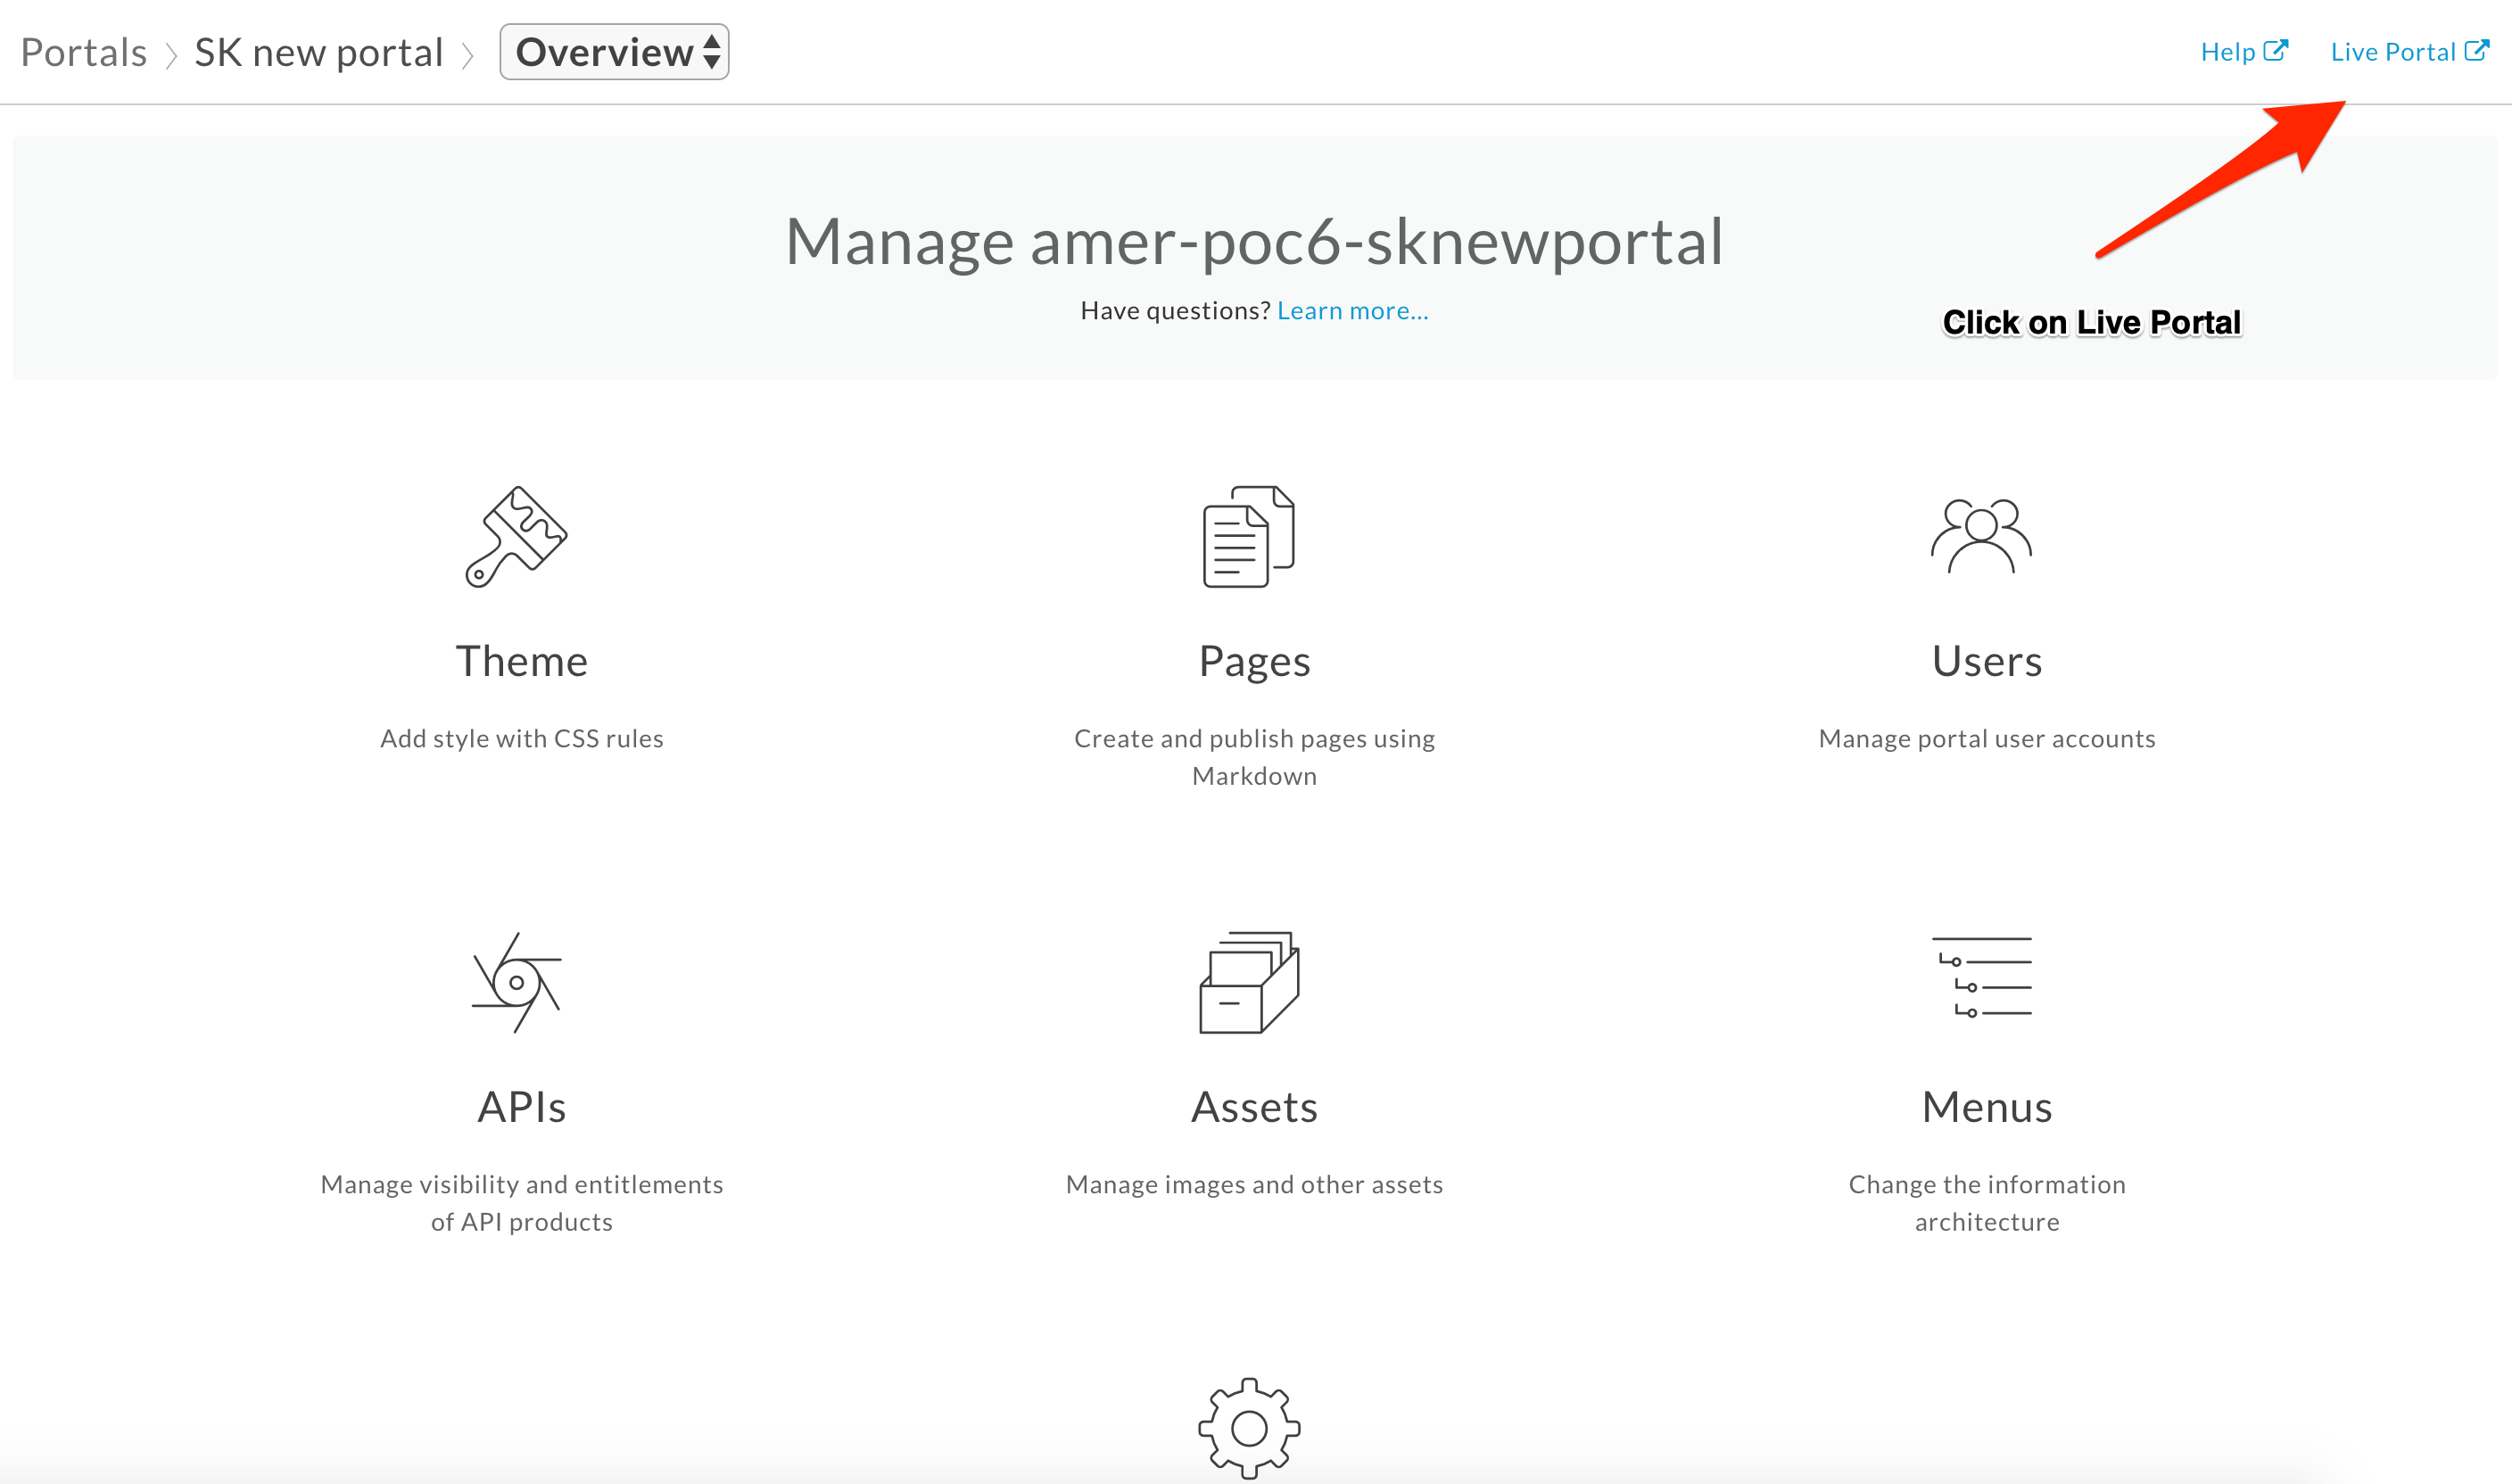 Portals SK new portal Overview Help Live Portal
Manage amer-poc6-sknewportal
Have questions? Learn more...
Click on Live Portal
Theme
Add style with CSS rules
Pages
Create and publish pages using
Markdown
Users
Manage portal user accounts
APIs
Manage visibility and entitlements
of API products
Assets
Manage images and other assets
Menus
Change the information
architecture